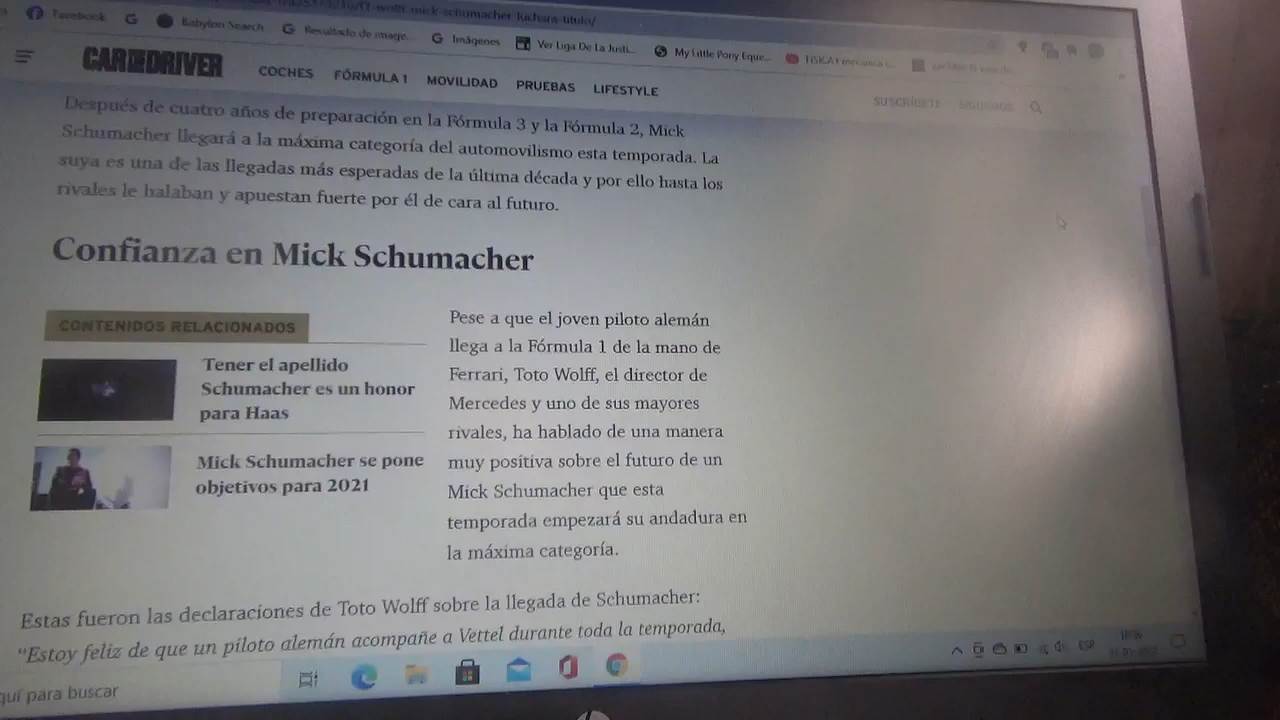 f1-wolff-mick-schumacher-luchara-titulo/
Facebook
G
Babylon Search
G Resultado de image...
G Imágenes
Ver Liga De La Justi...
My Little Pony Eque...
CAR AND DRIVER
COCHES FÓRMULA 1 MOVILIDAD PRUEBAS LIFESTYLE
SUSCRÍBETE SÍGUENOS
Después de cuatro años de preparación en la Fórmula 3 y la Fórmula 2, Mick
Schumacher llegará a la máxima categoría del automovilismo esta temporada. La
suya es una de las llegadas más esperadas de la última década y por ello hasta los
rivales le halaban y apuestan fuerte por él de cara al futuro.
Confianza en Mick Schumacher
CONTENIDOS RELACIONADOS
Tener el apellido
Schumacher es un honor
para Haas
Mick Schumacher se pone
objetivos para 2021
Pese a que el joven piloto alemán
llega a la Fórmula 1 de la mano de
Ferrari, Toto Wolff, el director de
Mercedes y uno de sus mayores
rivales, ha hablado de una manera
muy positiva sobre el futuro de un
Mick Schumacher que esta
temporada empezará su andadura en
la máxima categoría.
Estas fueron las declaraciones de Toto Wolff sobre la llegada de Schumacher:
“Estoy feliz de que un piloto alemán acompañe a Vettel durante toda la temporada,
quí para buscar
ESP